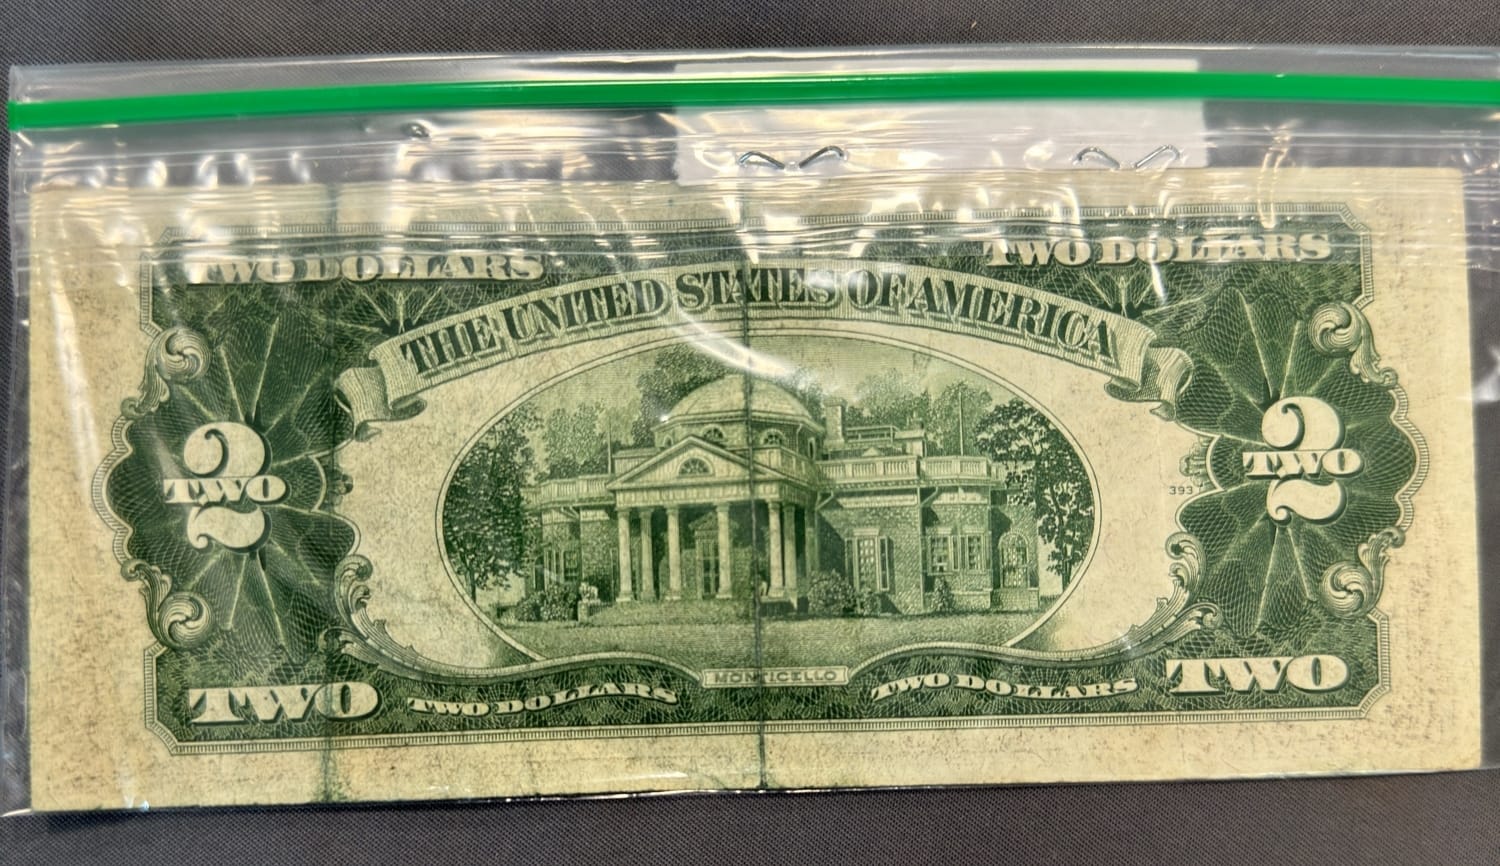 TWO DOLLARS TWO DOLLARS
THE UNITED STATES OF AMERICA
2 2
TWO TWO
393
MONTICELLO
TWO TWO DOLLARS TWO DOLLARS TWO